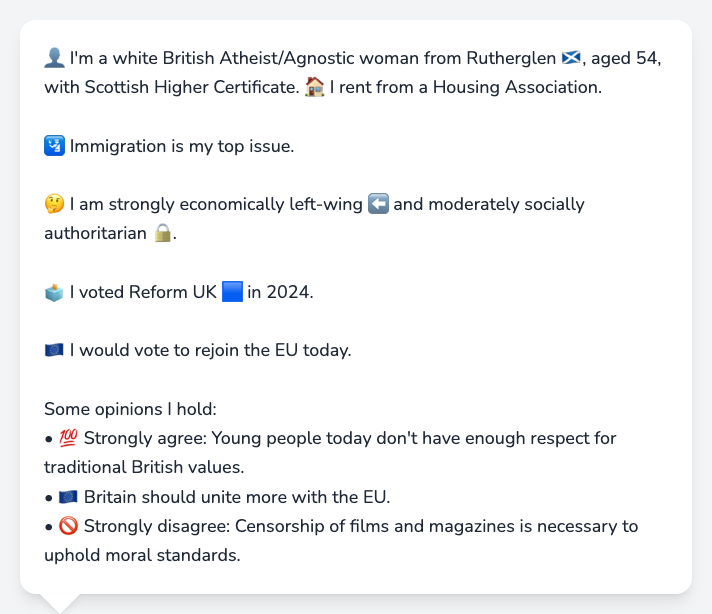 👤 I'm a white British Atheist/Agnostic woman from Rutherglen 🏴󠁧󠁢󠁳󠁣󠁴󠁿, aged 54,
with Scottish Higher Certificate. 🏠 I rent from a Housing Association.
🛂 Immigration is my top issue.
🤔 I am strongly economically left-wing ⬅️ and moderately socially
authoritarian 🔒.
🗳️ I voted Reform UK 🟦 in 2024.
🇪🇺 I would vote to rejoin the EU today.
Some opinions I hold:
• 💯 Strongly agree: Young people today don't have enough respect for
traditional British values.
• 🇪🇺 Britain should unite more with the EU.
• 🚫 Strongly disagree: Censorship of films and magazines is necessary to
uphold moral standards.